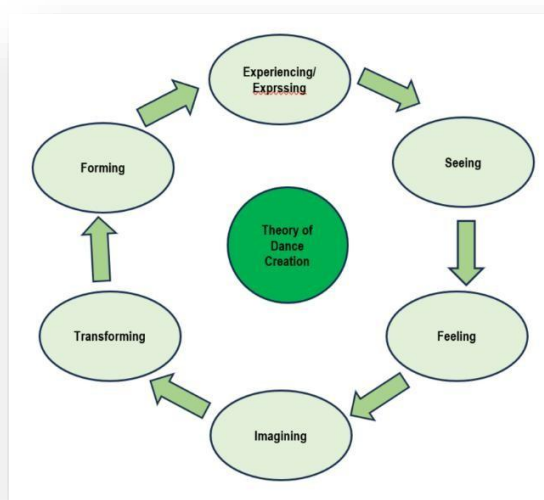 Experiencing/
Exprssing
Seeing
Feeling
Imagining
Transforming
Forming
Theory of
Dance
Creation